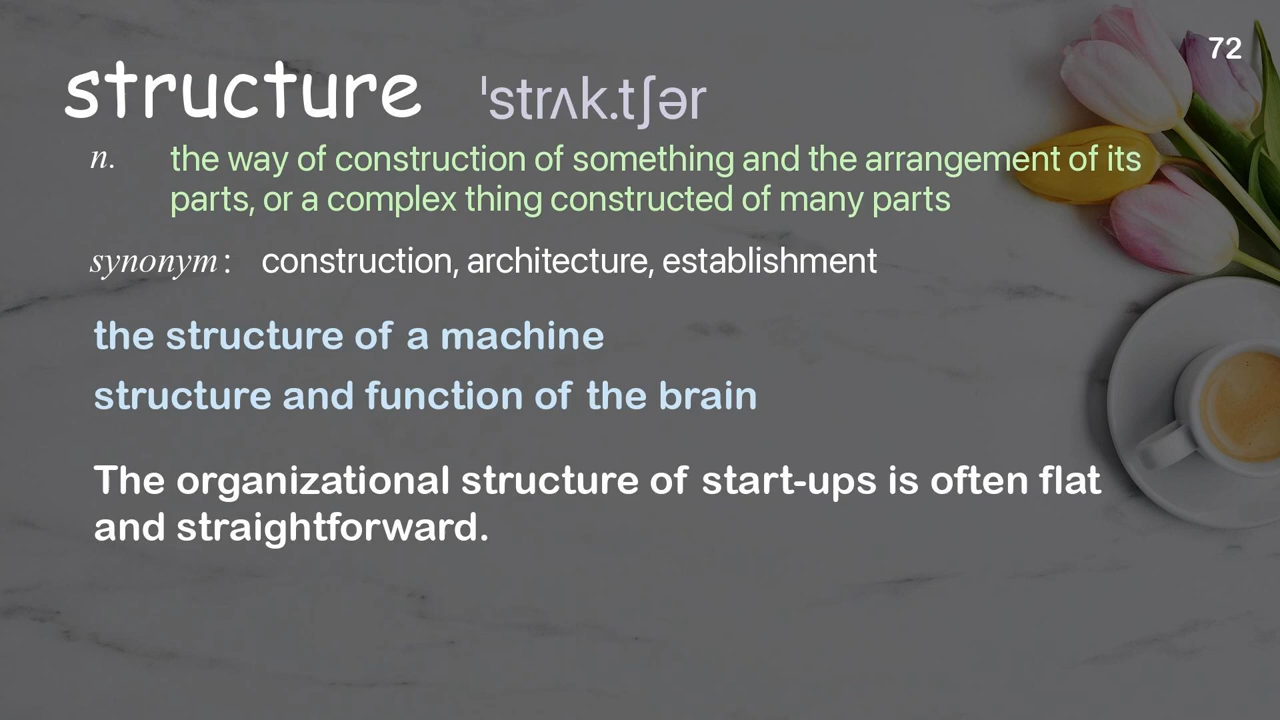 72
structure ˈstrʌk.tʃər
n. the way of construction of something and the arrangement of its
parts, or a complex thing constructed of many parts
synonym: construction, architecture, establishment
the structure of a machine
structure and function of the brain
The organizational structure of start-ups is often flat
and straightforward.